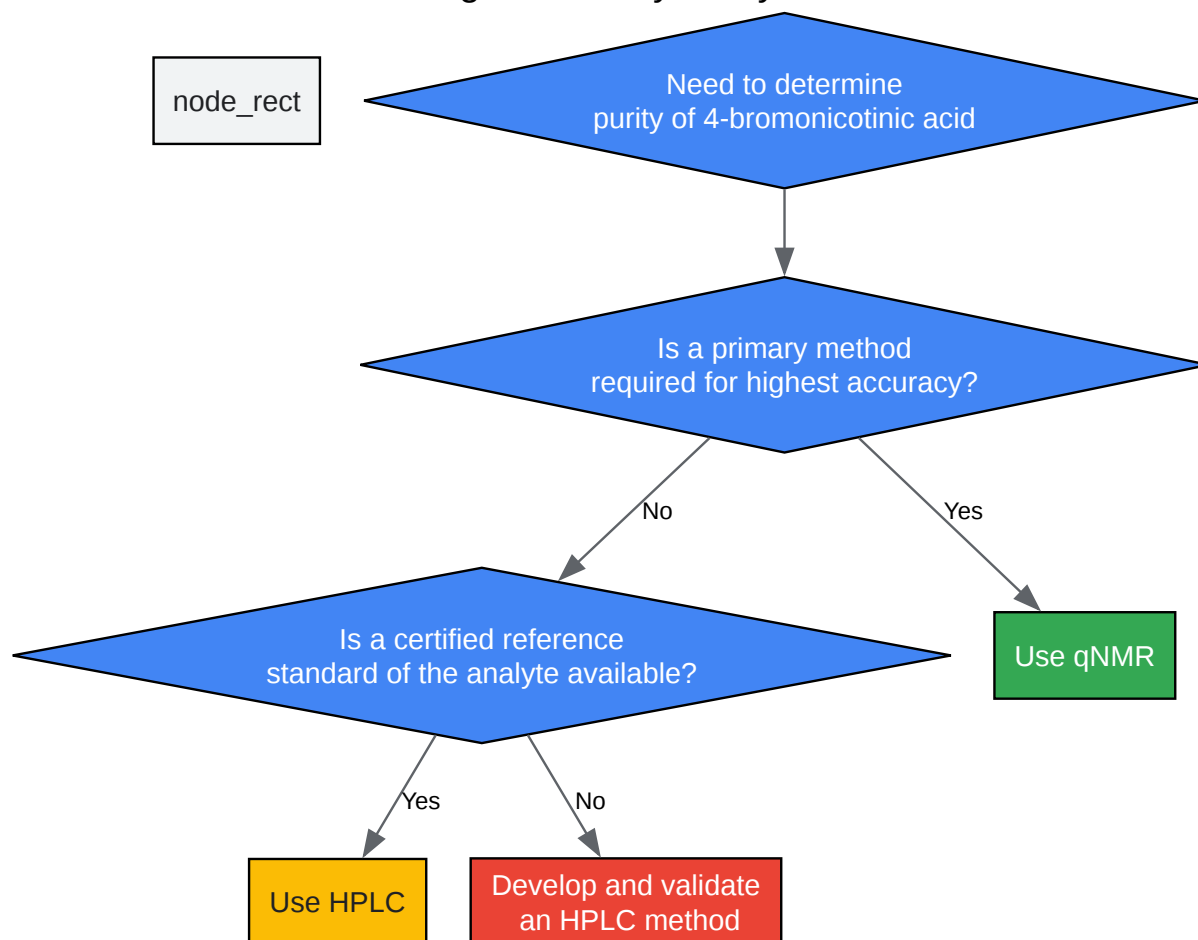 node_rect
Need to determine
purity of 4-bromonicotinic acid
Is a primary method
required for highest accuracy?
No
Yes
Is a certified reference
standard of the analyte available?
Use qNMR
Yes
No
Use HPLC
Develop and validate
an HPLC method